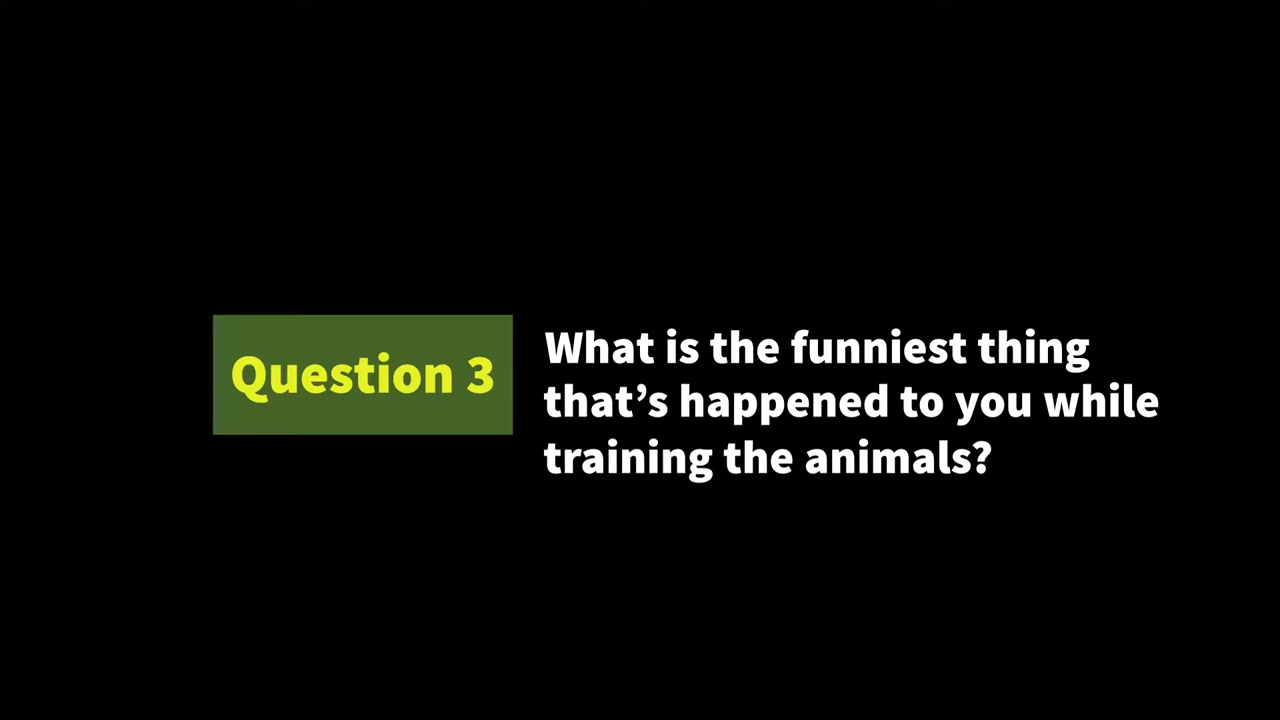 Question 3
What is the funniest thing
that’s happened to you while
training the animals?